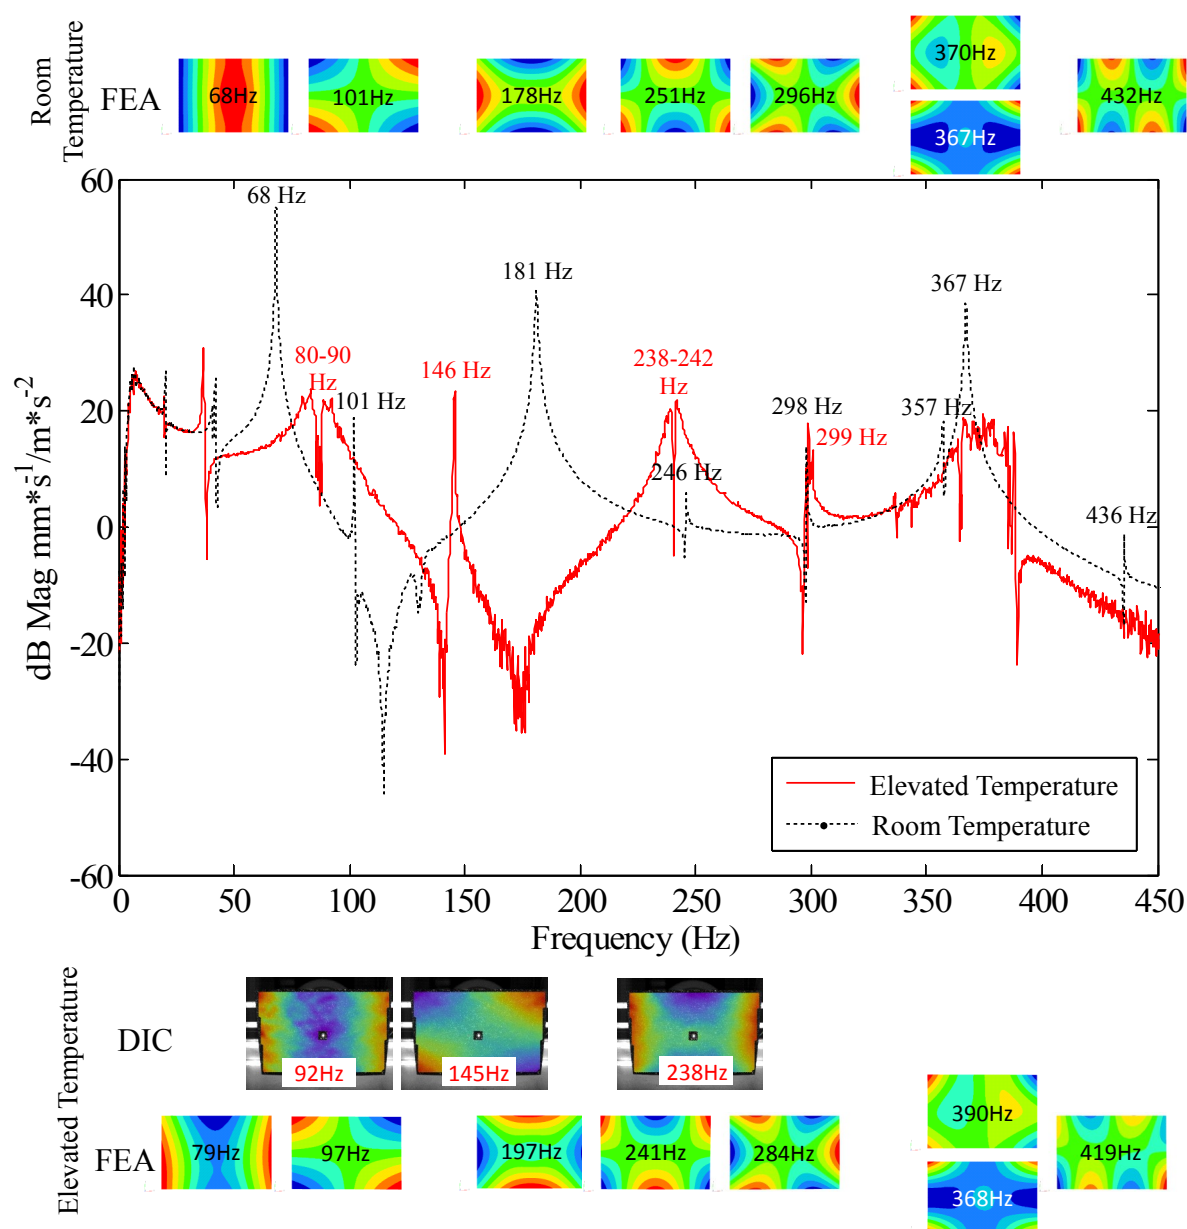 Room
Temperature
FEA
68Hz
101Hz
178Hz
251Hz
296Hz
370Hz
367Hz
432Hz
60
40
20
0
-20
-40
-60
dB Mag mm*s-1/m*s-2
68 Hz
181 Hz
367 Hz
80-90
Hz
101 Hz
146 Hz
238-242
Hz
246 Hz
298 Hz
299 Hz
357 Hz
436 Hz
Elevated Temperature
Room Temperature
0
50
100
150
200
250
300
350
400
450
Frequency (Hz)
Elevated Temperature
DIC
92Hz
145Hz
238Hz
FEA
79Hz
97Hz
197Hz
241Hz
284Hz
390Hz
368Hz
419Hz